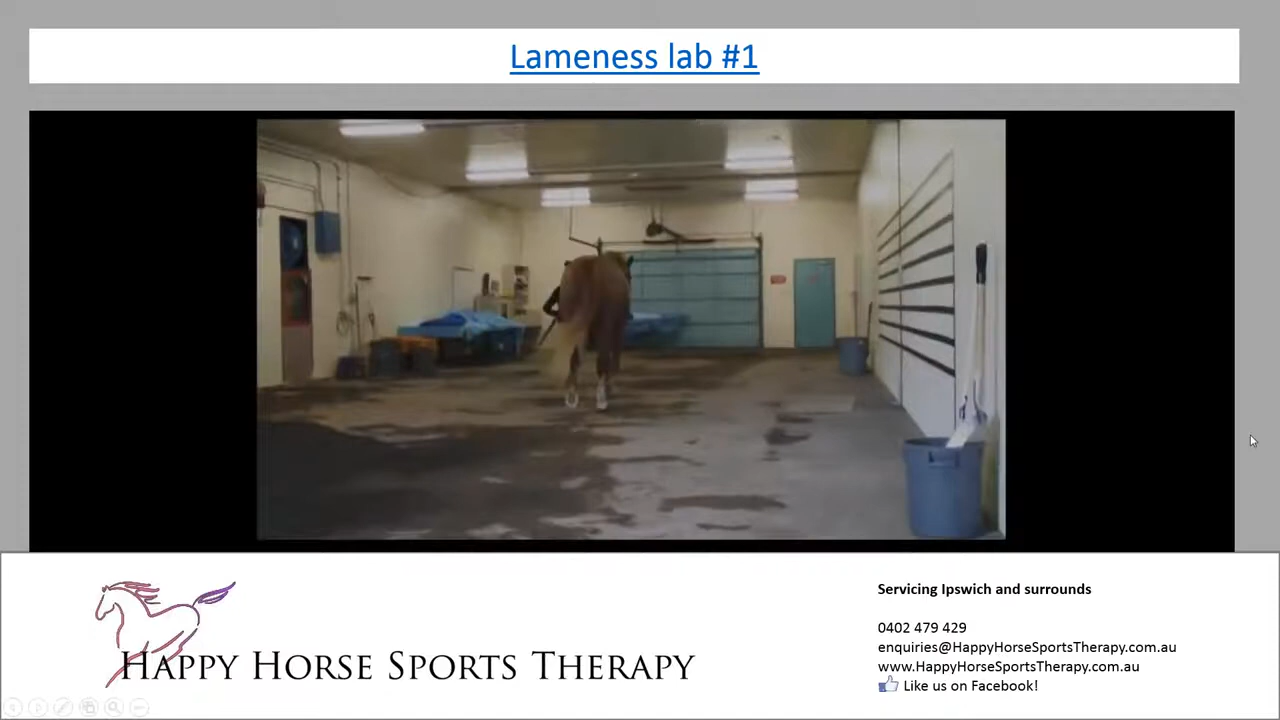 Lameness lab #1
HAPPY HORSE SPORTS THERAPY
Servicing Ipswich and surrounds
0402 479 429
enquiries@HappyHorseSportsTherapy.com.au
www.HappyHorseSportsTherapy.com.au
Like us on Facebook!